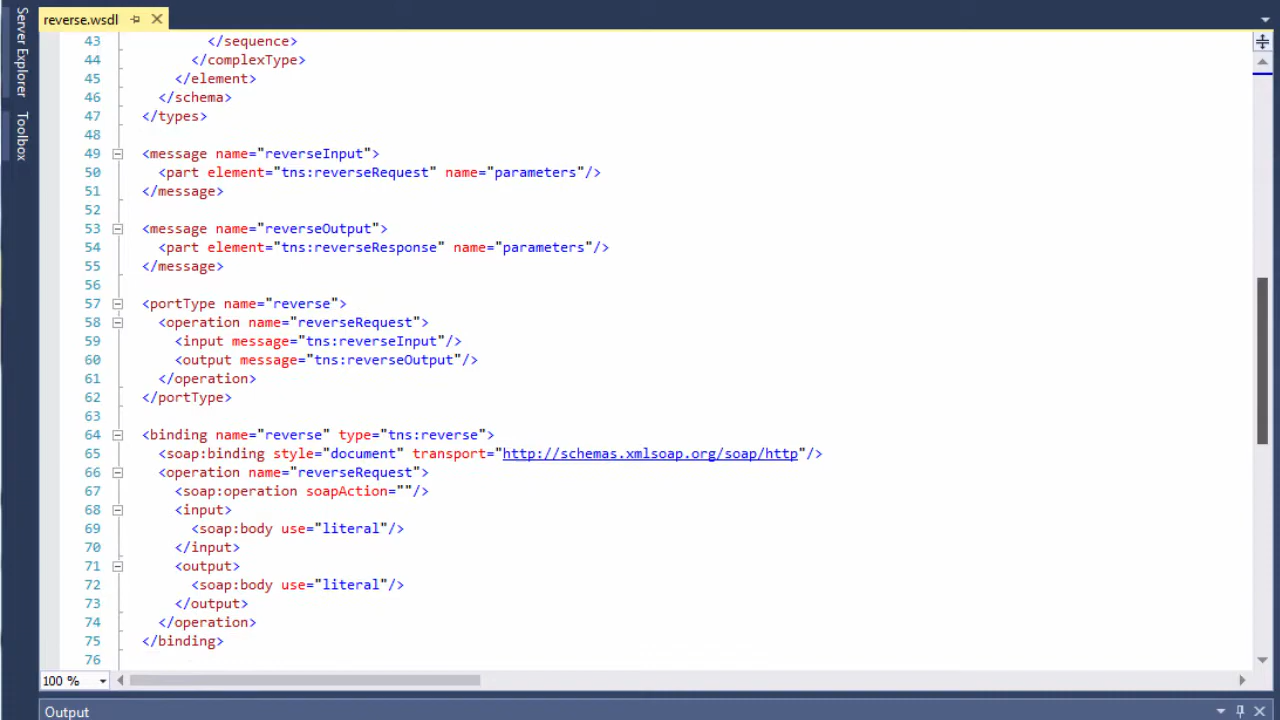 reverse.wsdl
Server Explorer
Toolbox
43 </sequence>
44 </complexType>
45 </element>
46 </schema>
47 </types>
48
49 <message name="reverseInput">
50 <part element="tns:reverseRequest" name="parameters"/>
51 </message>
52
53 <message name="reverseOutput">
54 <part element="tns:reverseResponse" name="parameters"/>
55 </message>
56
57 <portType name="reverse">
58 <operation name="reverseRequest">
59 <input message="tns:reverseInput"/>
60 <output message="tns:reverseOutput"/>
61 </operation>
62 </portType>
63
64 <binding name="reverse" type="tns:reverse">
65 <soap:binding style="document" transport="http://schemas.xmlsoap.org/soap/http"/>
66 <operation name="reverseRequest">
67 <soap:operation soapAction=""/>
68 <input>
69 <soap:body use="literal"/>
70 </input>
71 <output>
72 <soap:body use="literal"/>
73 </output>
74 </operation>
75 </binding>
76
100 %
Output